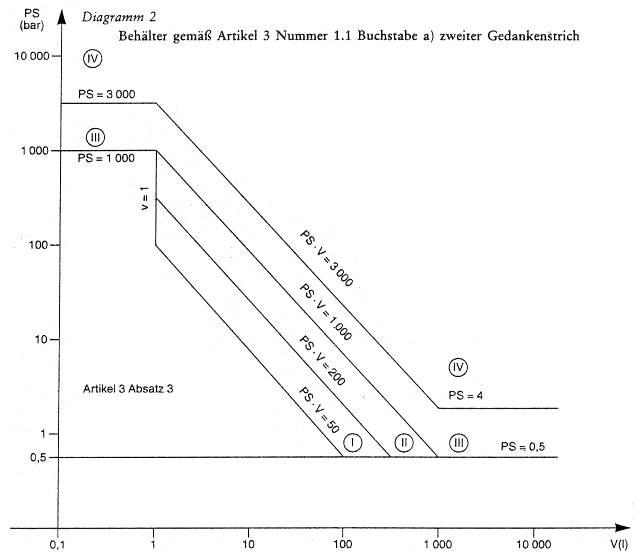 PS
(bar)
Diagramm 2
Behälter gemäß Artikel 3 Nummer 1.1 Buchstabe a) zweiter Gedankenstrich
10 000
IV
PS = 3 000
III
1 000
PS = 1 000
v = 1
100
PS · V = 3 000
PS · V = 1 000
10
PS · V = 200
IV
Artikel 3 Absatz 3
PS · V = 50
PS = 4
1
I
II
III
PS = 0,5
0,5
0,1
1
10
100
1 000
10 000
V(l)